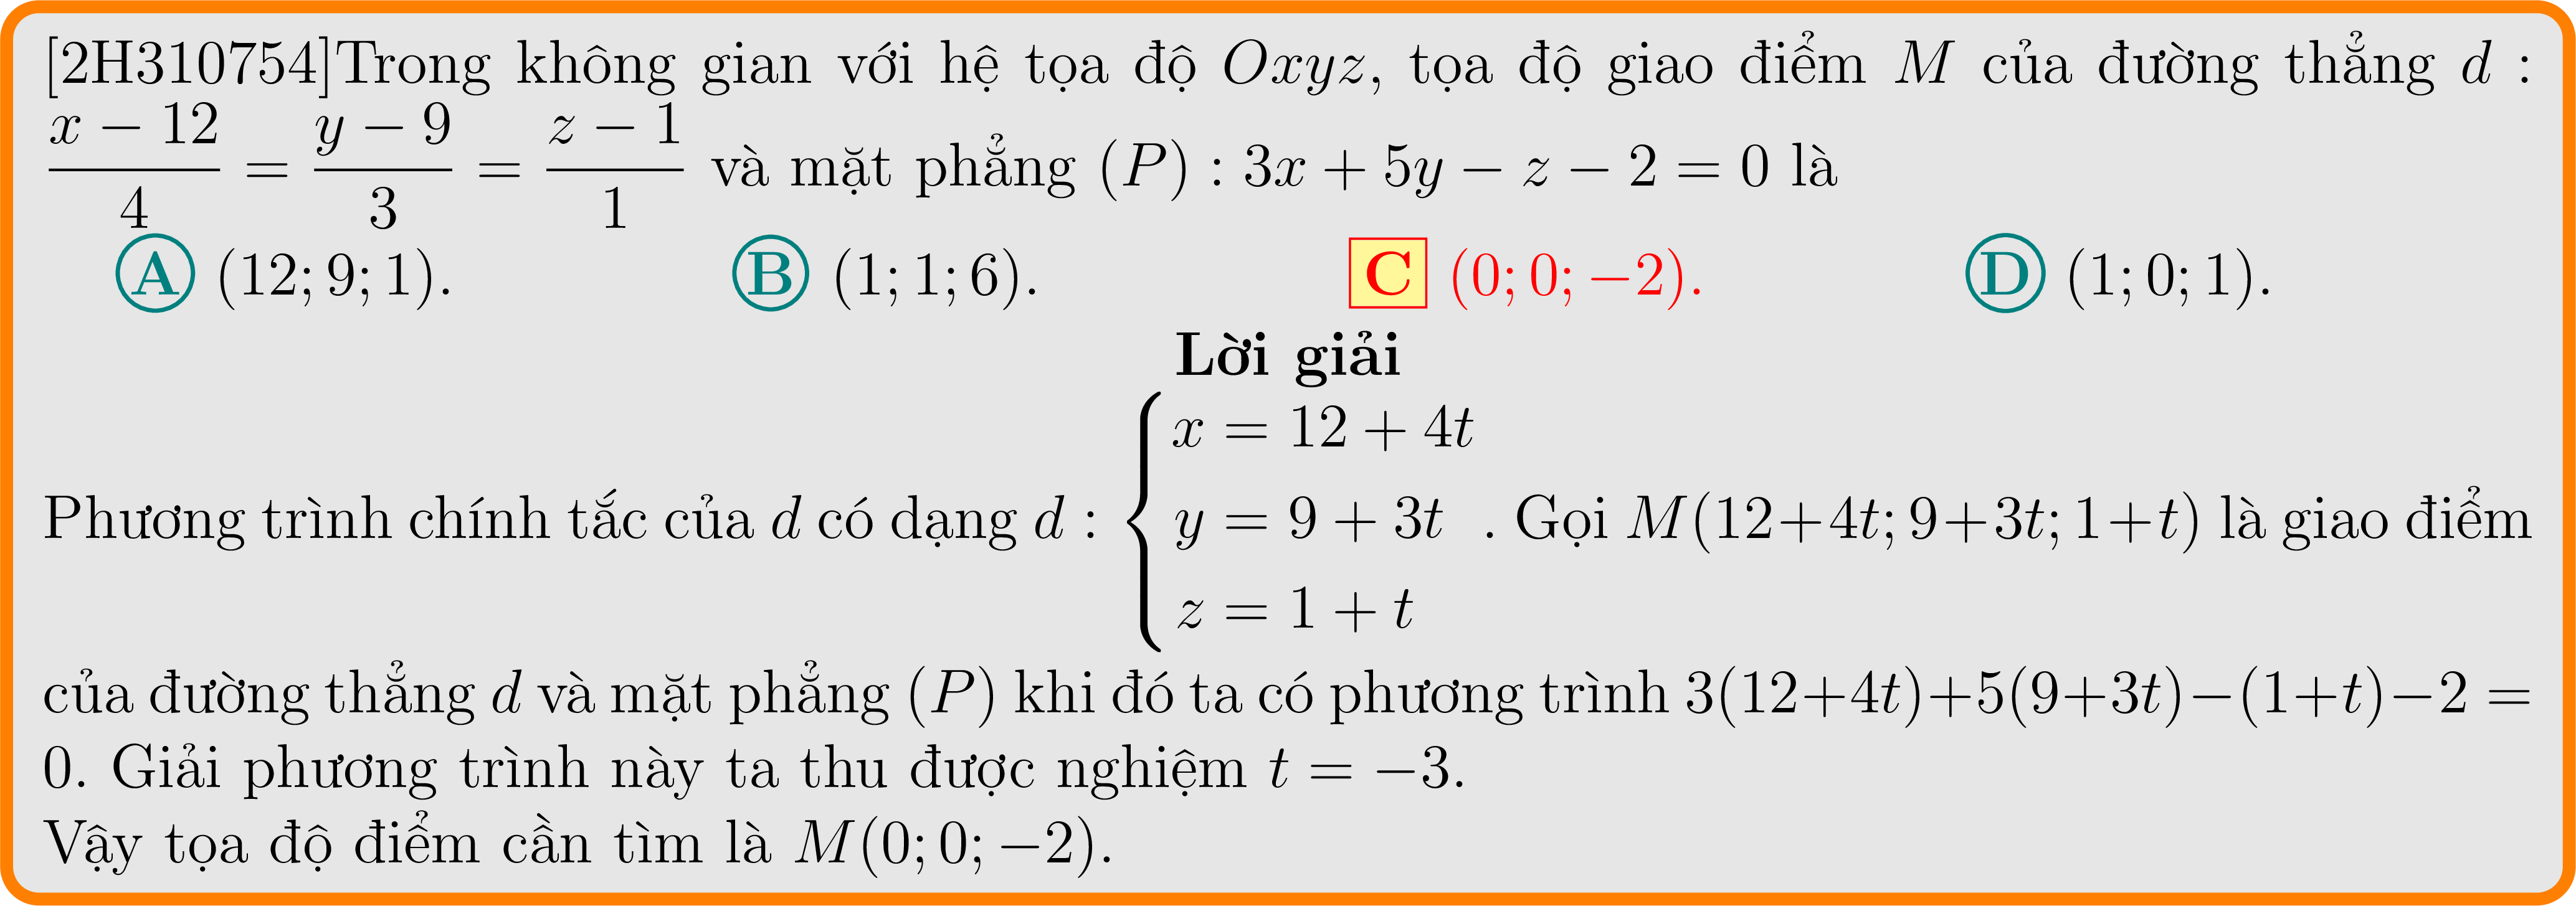 [2H310754]Trong không gian với hệ tọa độ Oxyz, tọa độ giao điểm M của đường thẳng d :
\frac{x − 12}{4} = \frac{y − 9}{3} = \frac{z − 1}{1} và mặt phẳng (P) : 3x + 5y − z − 2 = 0 là
A (12; 9; 1). B (1; 1; 6). C (0; 0; −2). D (1; 0; 1).
Lời giải
Phương trình chính tắc của d có dạng d : \begin{cases} x = 12 + 4t \\ y = 9 + 3t \\ z = 1 + t \end{cases} . Gọi M(12+4t; 9+3t; 1+t) là giao điểm
của đường thẳng d và mặt phẳng (P) khi đó ta có phương trình 3(12+4t)+5(9+3t)−(1+t)−2 =
0. Giải phương trình này ta thu được nghiệm t = −3.
Vậy tọa độ điểm cần tìm là M(0; 0; −2).